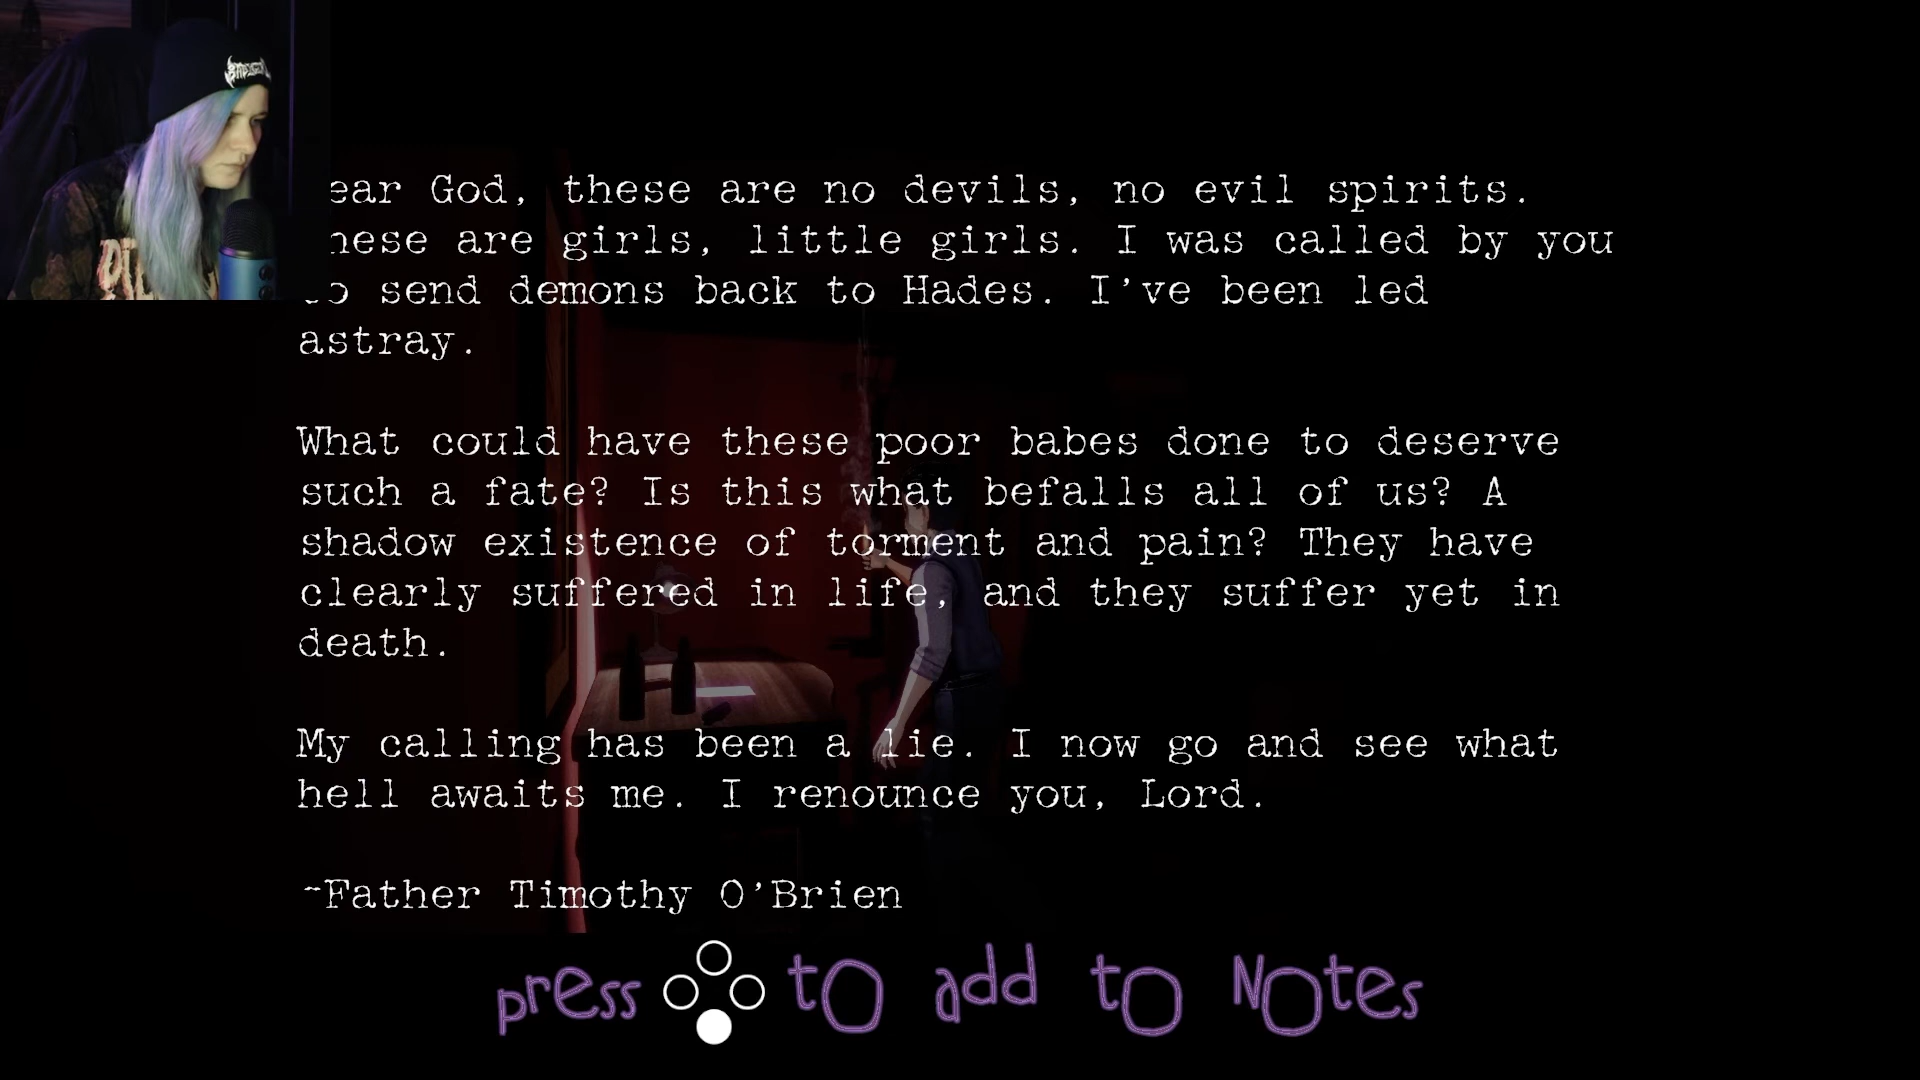 ear God, these are no devils, no evil spirits.
hese are girls, little girls. I was called by you
to send demons back to Hades. I've been led
astray.
What could have these poor babes done to deserve
such a fate? Is this what befalls all of us? A
shadow existence of torment and pain? They have
clearly suffered in life, and they suffer yet in
death.
My calling has been a lie. I now go and see what
hell awaits me. I renounce you, Lord.
~Father Timothy O'Brien
press to add to Notes